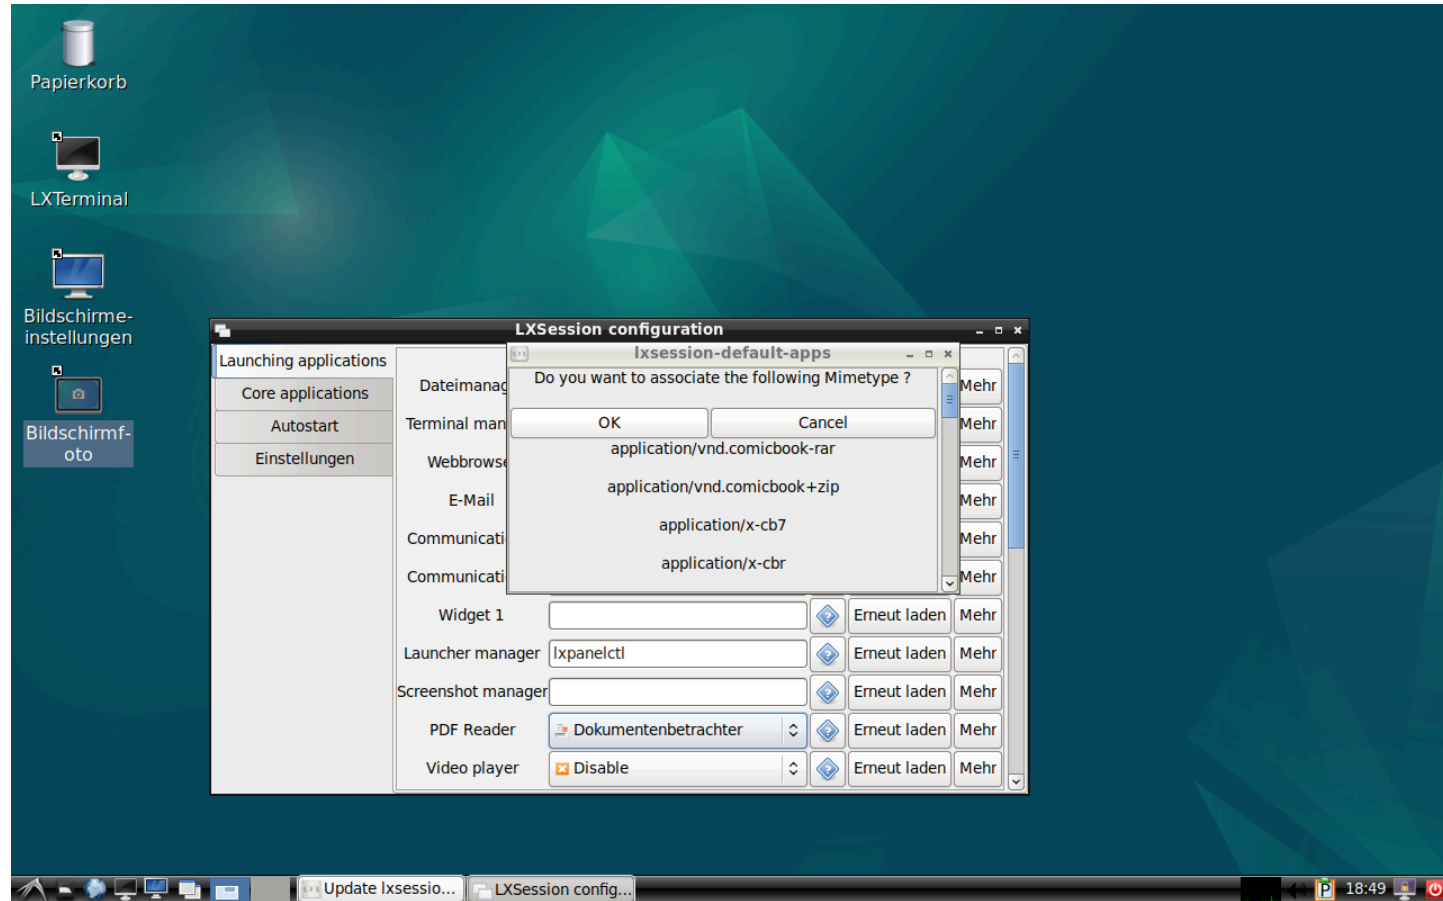 Papierkorb
LXTerminal
Bildschirme-
instellungen
Bildschirmf-
oto
LXSession configuration
Launching applications
Core applications
Autostart
Einstellungen
lxsession-default-apps
Do you want to associate the following Mimetype ?
OK Cancel
application/vnd.comicbook-rar
application/vnd.comicbook+zip
application/x-cb7
application/x-cbr
Dateimanag Mehr
Terminal man Mehr
Webbrowse Mehr
E-Mail Mehr
Communicati Mehr
Communicati Mehr
Widget 1 Erneut laden Mehr
Launcher manager lxpanelctl Erneut laden Mehr
Screenshot manager Erneut laden Mehr
PDF Reader Dokumentenbetrachter Erneut laden Mehr
Video player Disable Erneut laden Mehr
Update lxsessio... LXSession config... P 18:49